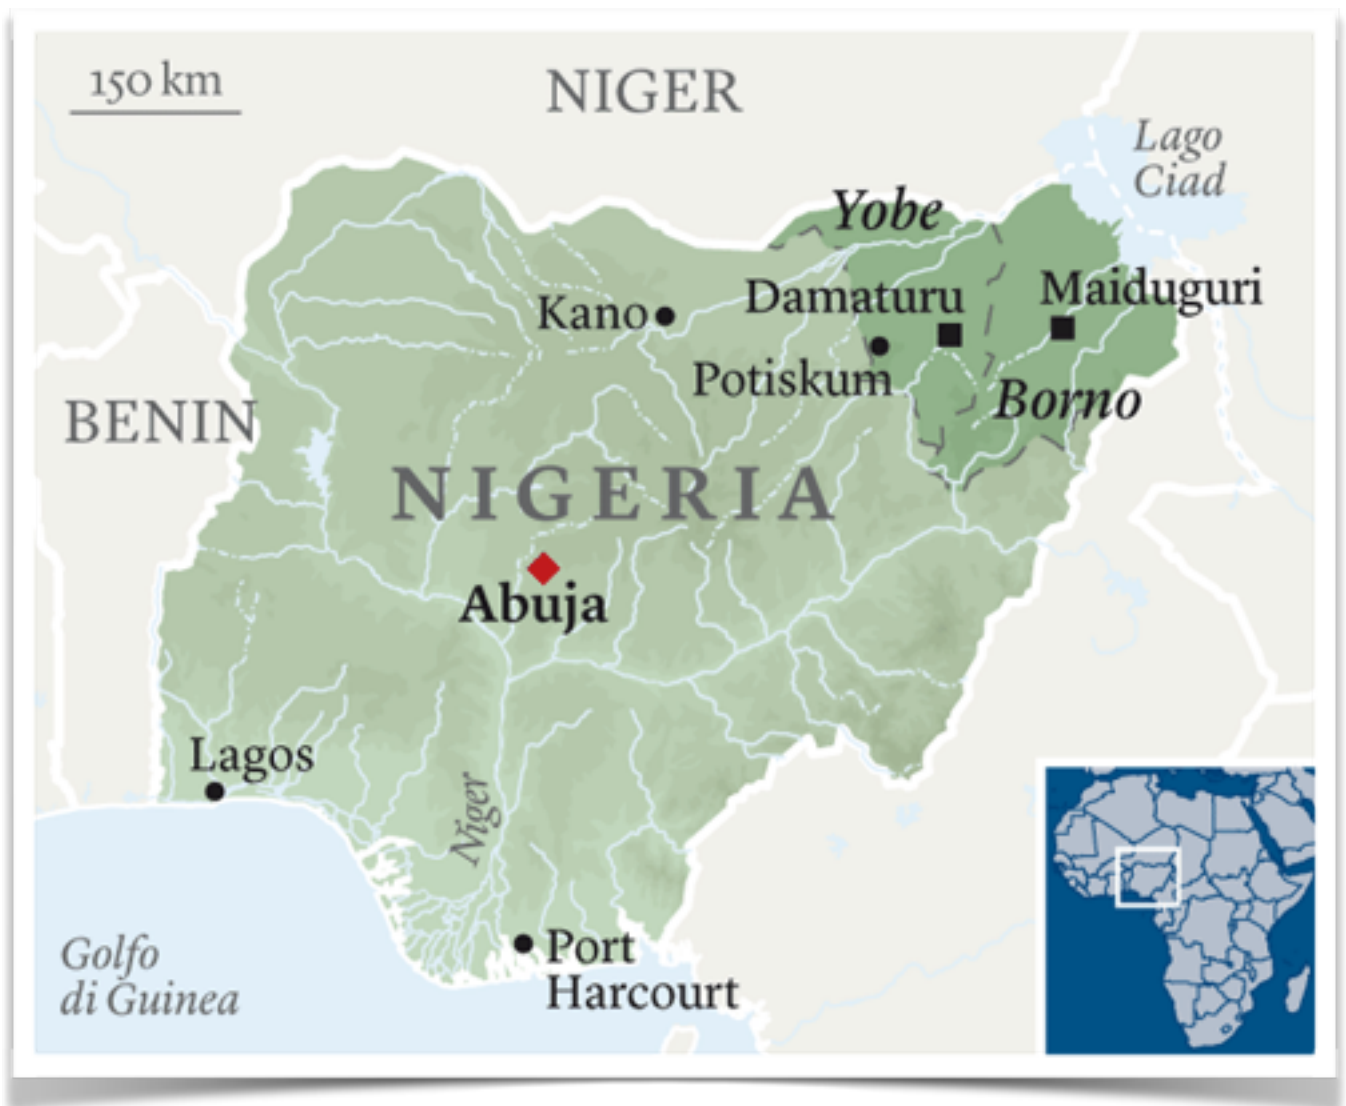 150 km
NIGER
Lago
Ciad
Yobe
Damaturu
Maiduguri
Kano
Potiskum
Borno
BENIN
NIGERIA
Abuja
Lagos
Niger
Golfo
di Guinea
Port
Harcourt